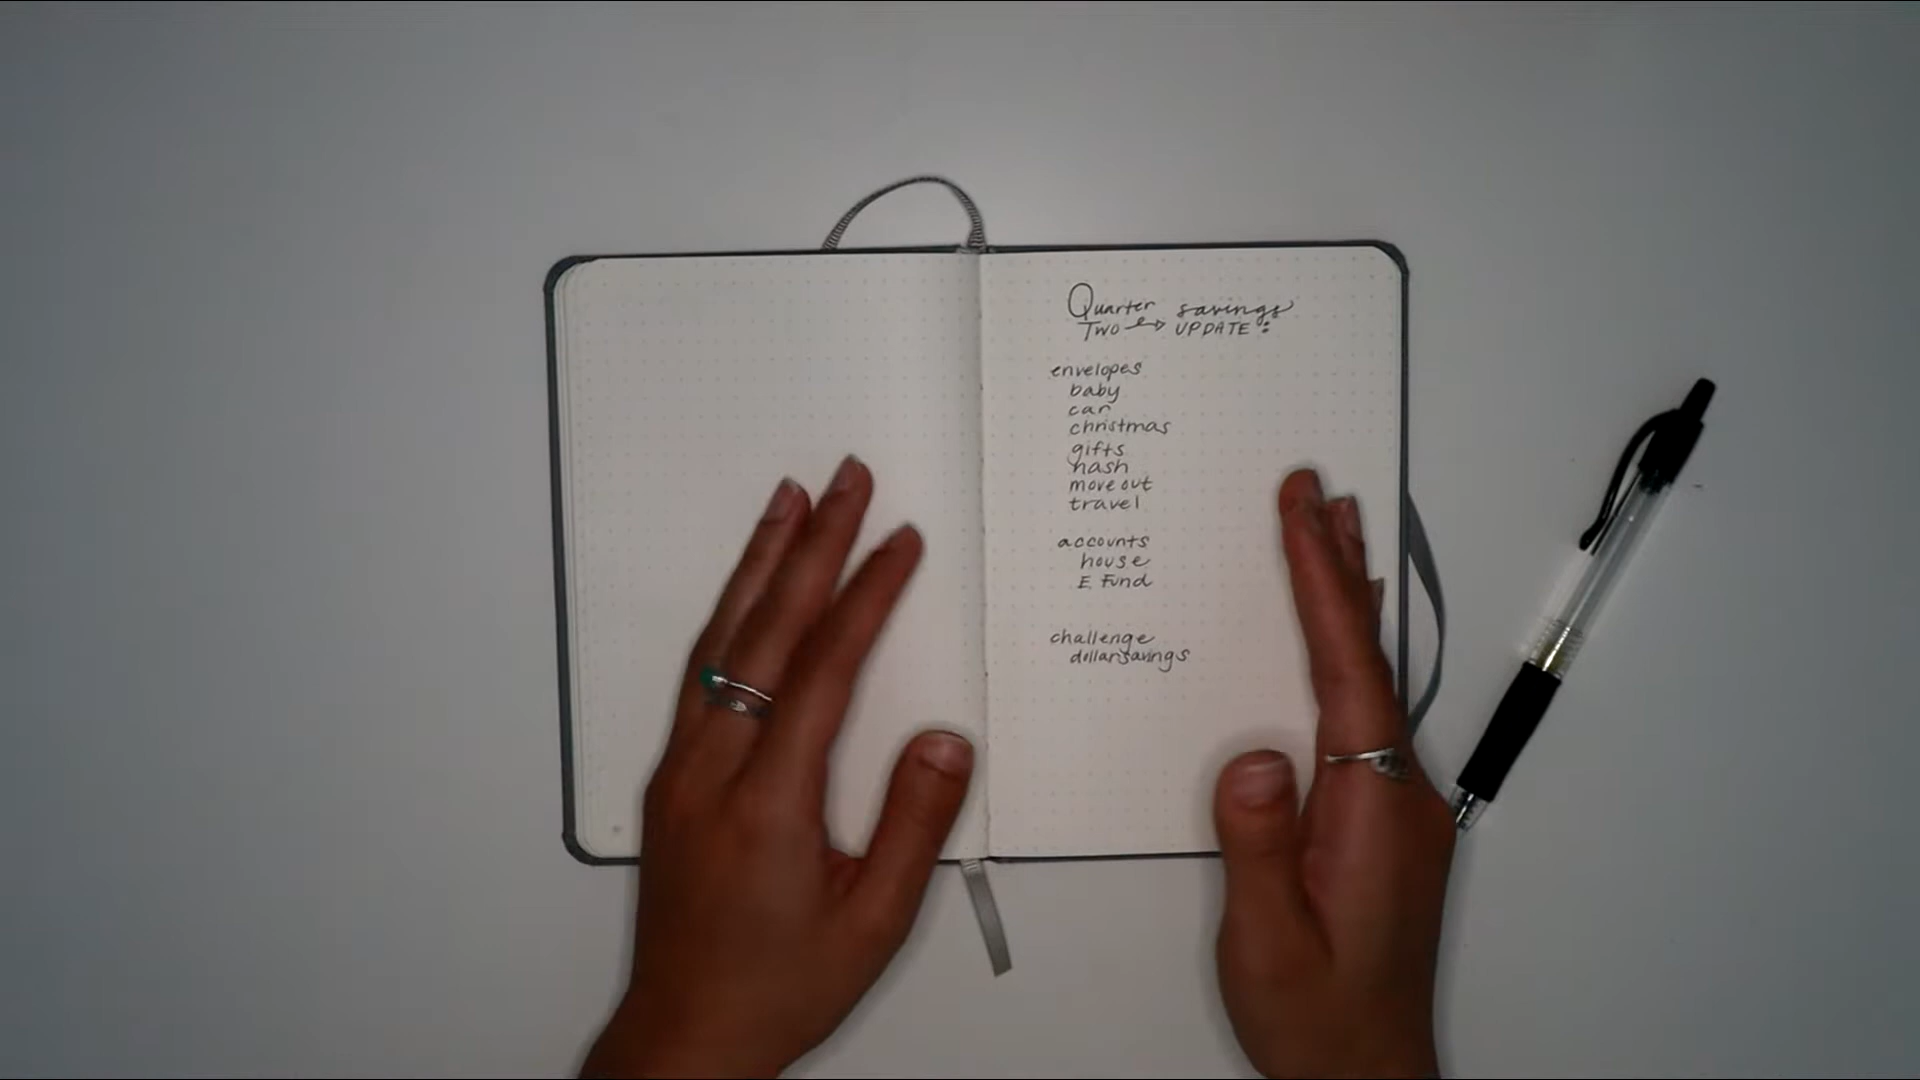 Quarter savings
Two → UPDATE:
envelopes
baby
car
christmas
gifts
hash
move out
travel
accounts
house
E. Fund
challenge
dollar savings